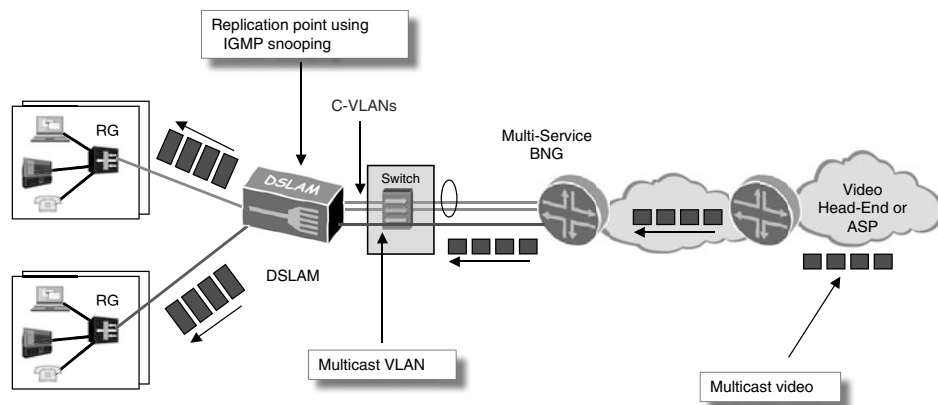 Replication point using
IGMP snooping
C-VLANs
RG
Multi-Service
BNG
DSLAM
Switch
Video
Head-End or
ASP
DSLAM
RG
Multicast VLAN
Multicast video